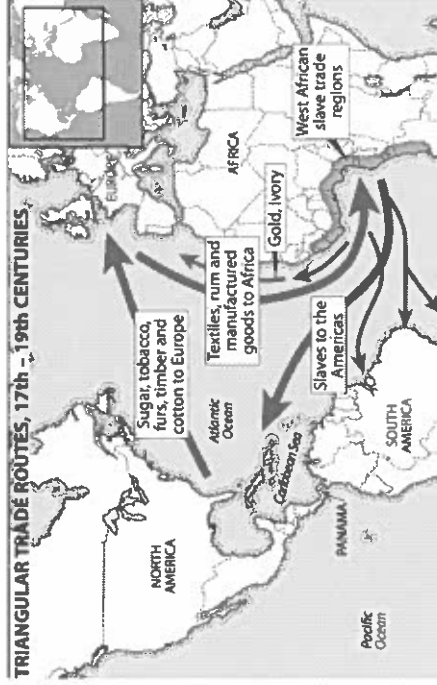 TRIANGULAR TRADE ROUTES, 17th – 19th CENTURIES
NORTH
AMERICA
Sugar, tobacco,
furs, timber and
cotton to Europe
EUROPE
Atlantic
Ocean
Textiles, rum and
manufactured
goods to Africa
AFRICA
Gold, ivory
West African
slave trade
regions
Caribbean Sea
Slaves to the
Americas
PANAMA
SOUTH
AMERICA
Pacific
Ocean